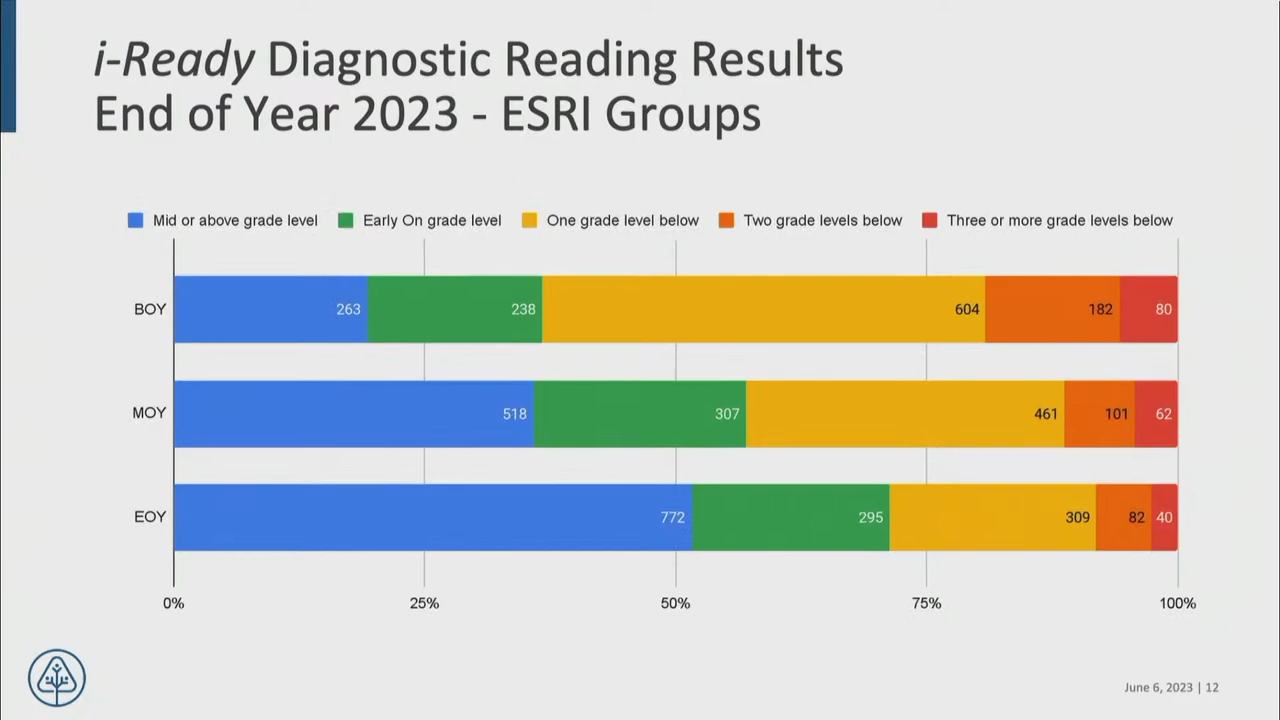 i-Ready Diagnostic Reading Results
End of Year 2023 - ESRI Groups
Mid or above grade level Early On grade level One grade level below Two grade levels below Three or more grade levels below
BOY 263 238 604 182 80
MOY 518 307 461 101 62
EOY 772 295 309 82 40
0% 25% 50% 75% 100%
June 6, 2023 | 12